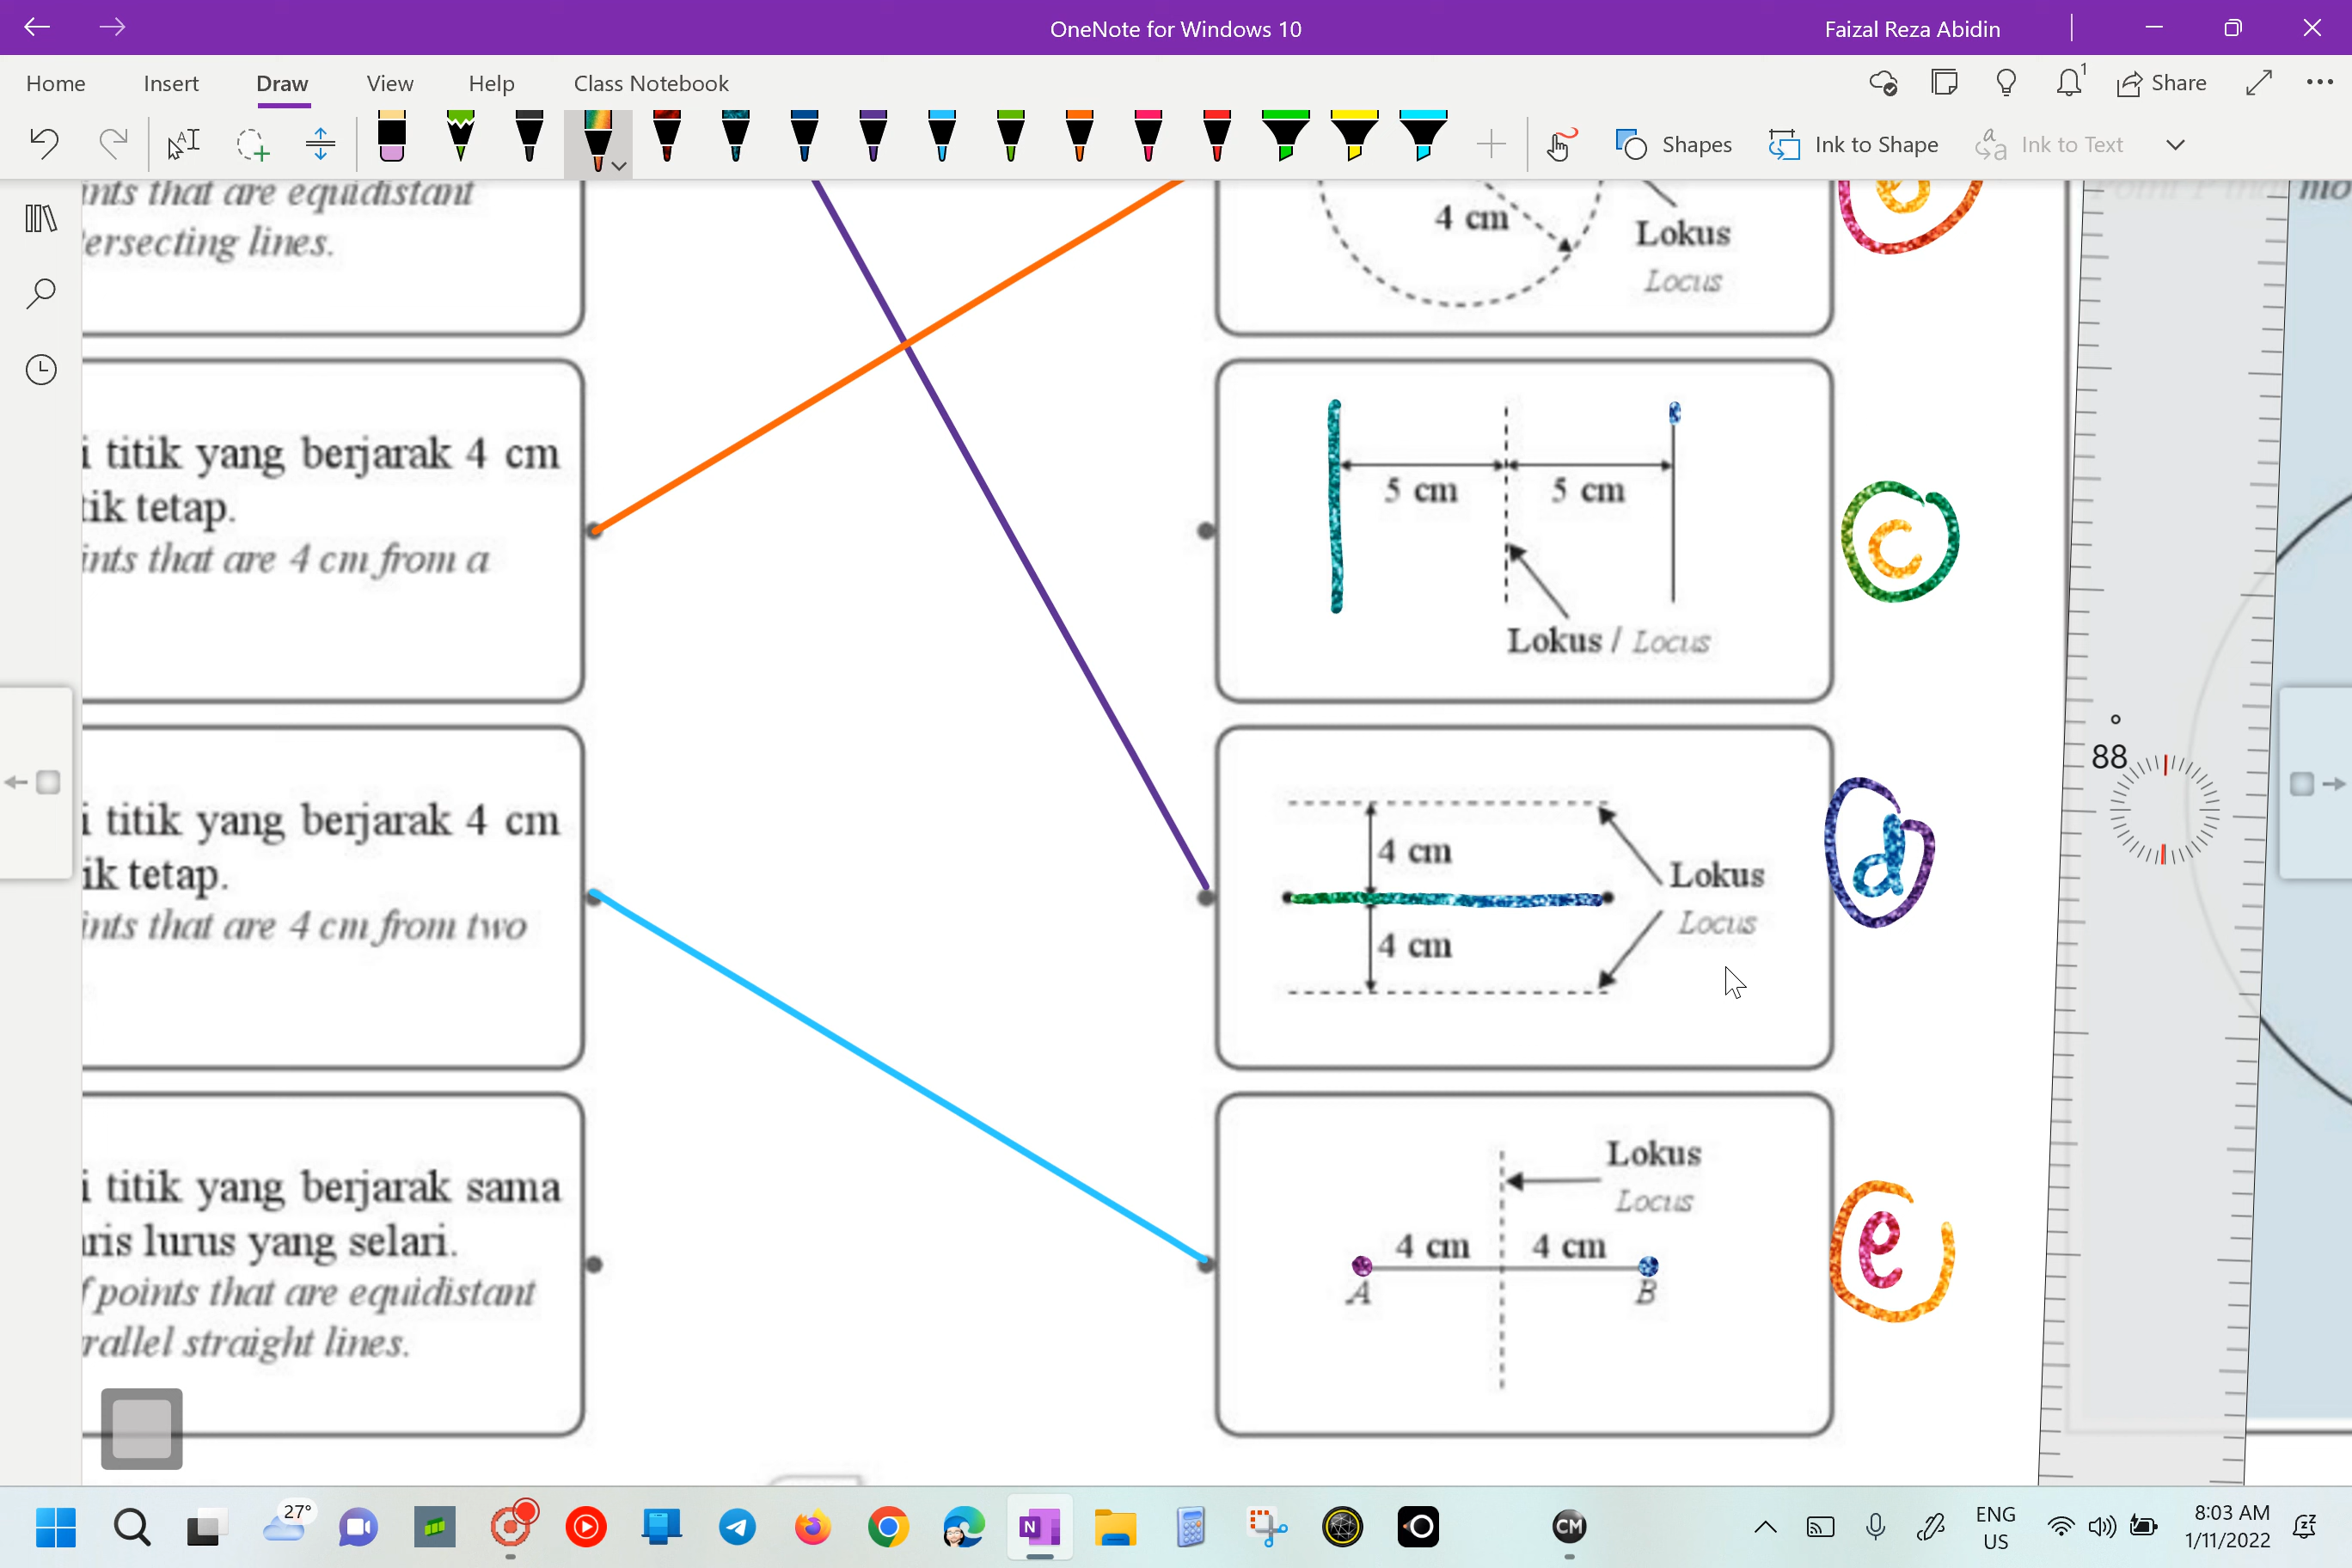 OneNote for Windows 10
Faizal Reza Abidin
Home Insert Draw View Help Class Notebook
1
Share
Shapes
Ink to Shape
Ink to Text
ints that are equidistant
ersecting lines.
4 cm
Lokus
Locus
i titik yang berjarak 4 cm
tik tetap.
ints that are 4 cm from a
5 cm 5 cm
Lokus / Locus
c
i titik yang berjarak 4 cm
ik tetap.
ints that are 4 cm from two
4 cm
4 cm
Lokus
Locus
d
88°
i titik yang berjarak sama
ris lurus yang selari.
f points that are equidistant
rallel straight lines.
Lokus
Locus
4 cm 4 cm
A B
e
27°
N
CM
ENG
US
8:03 AM
1/11/2022